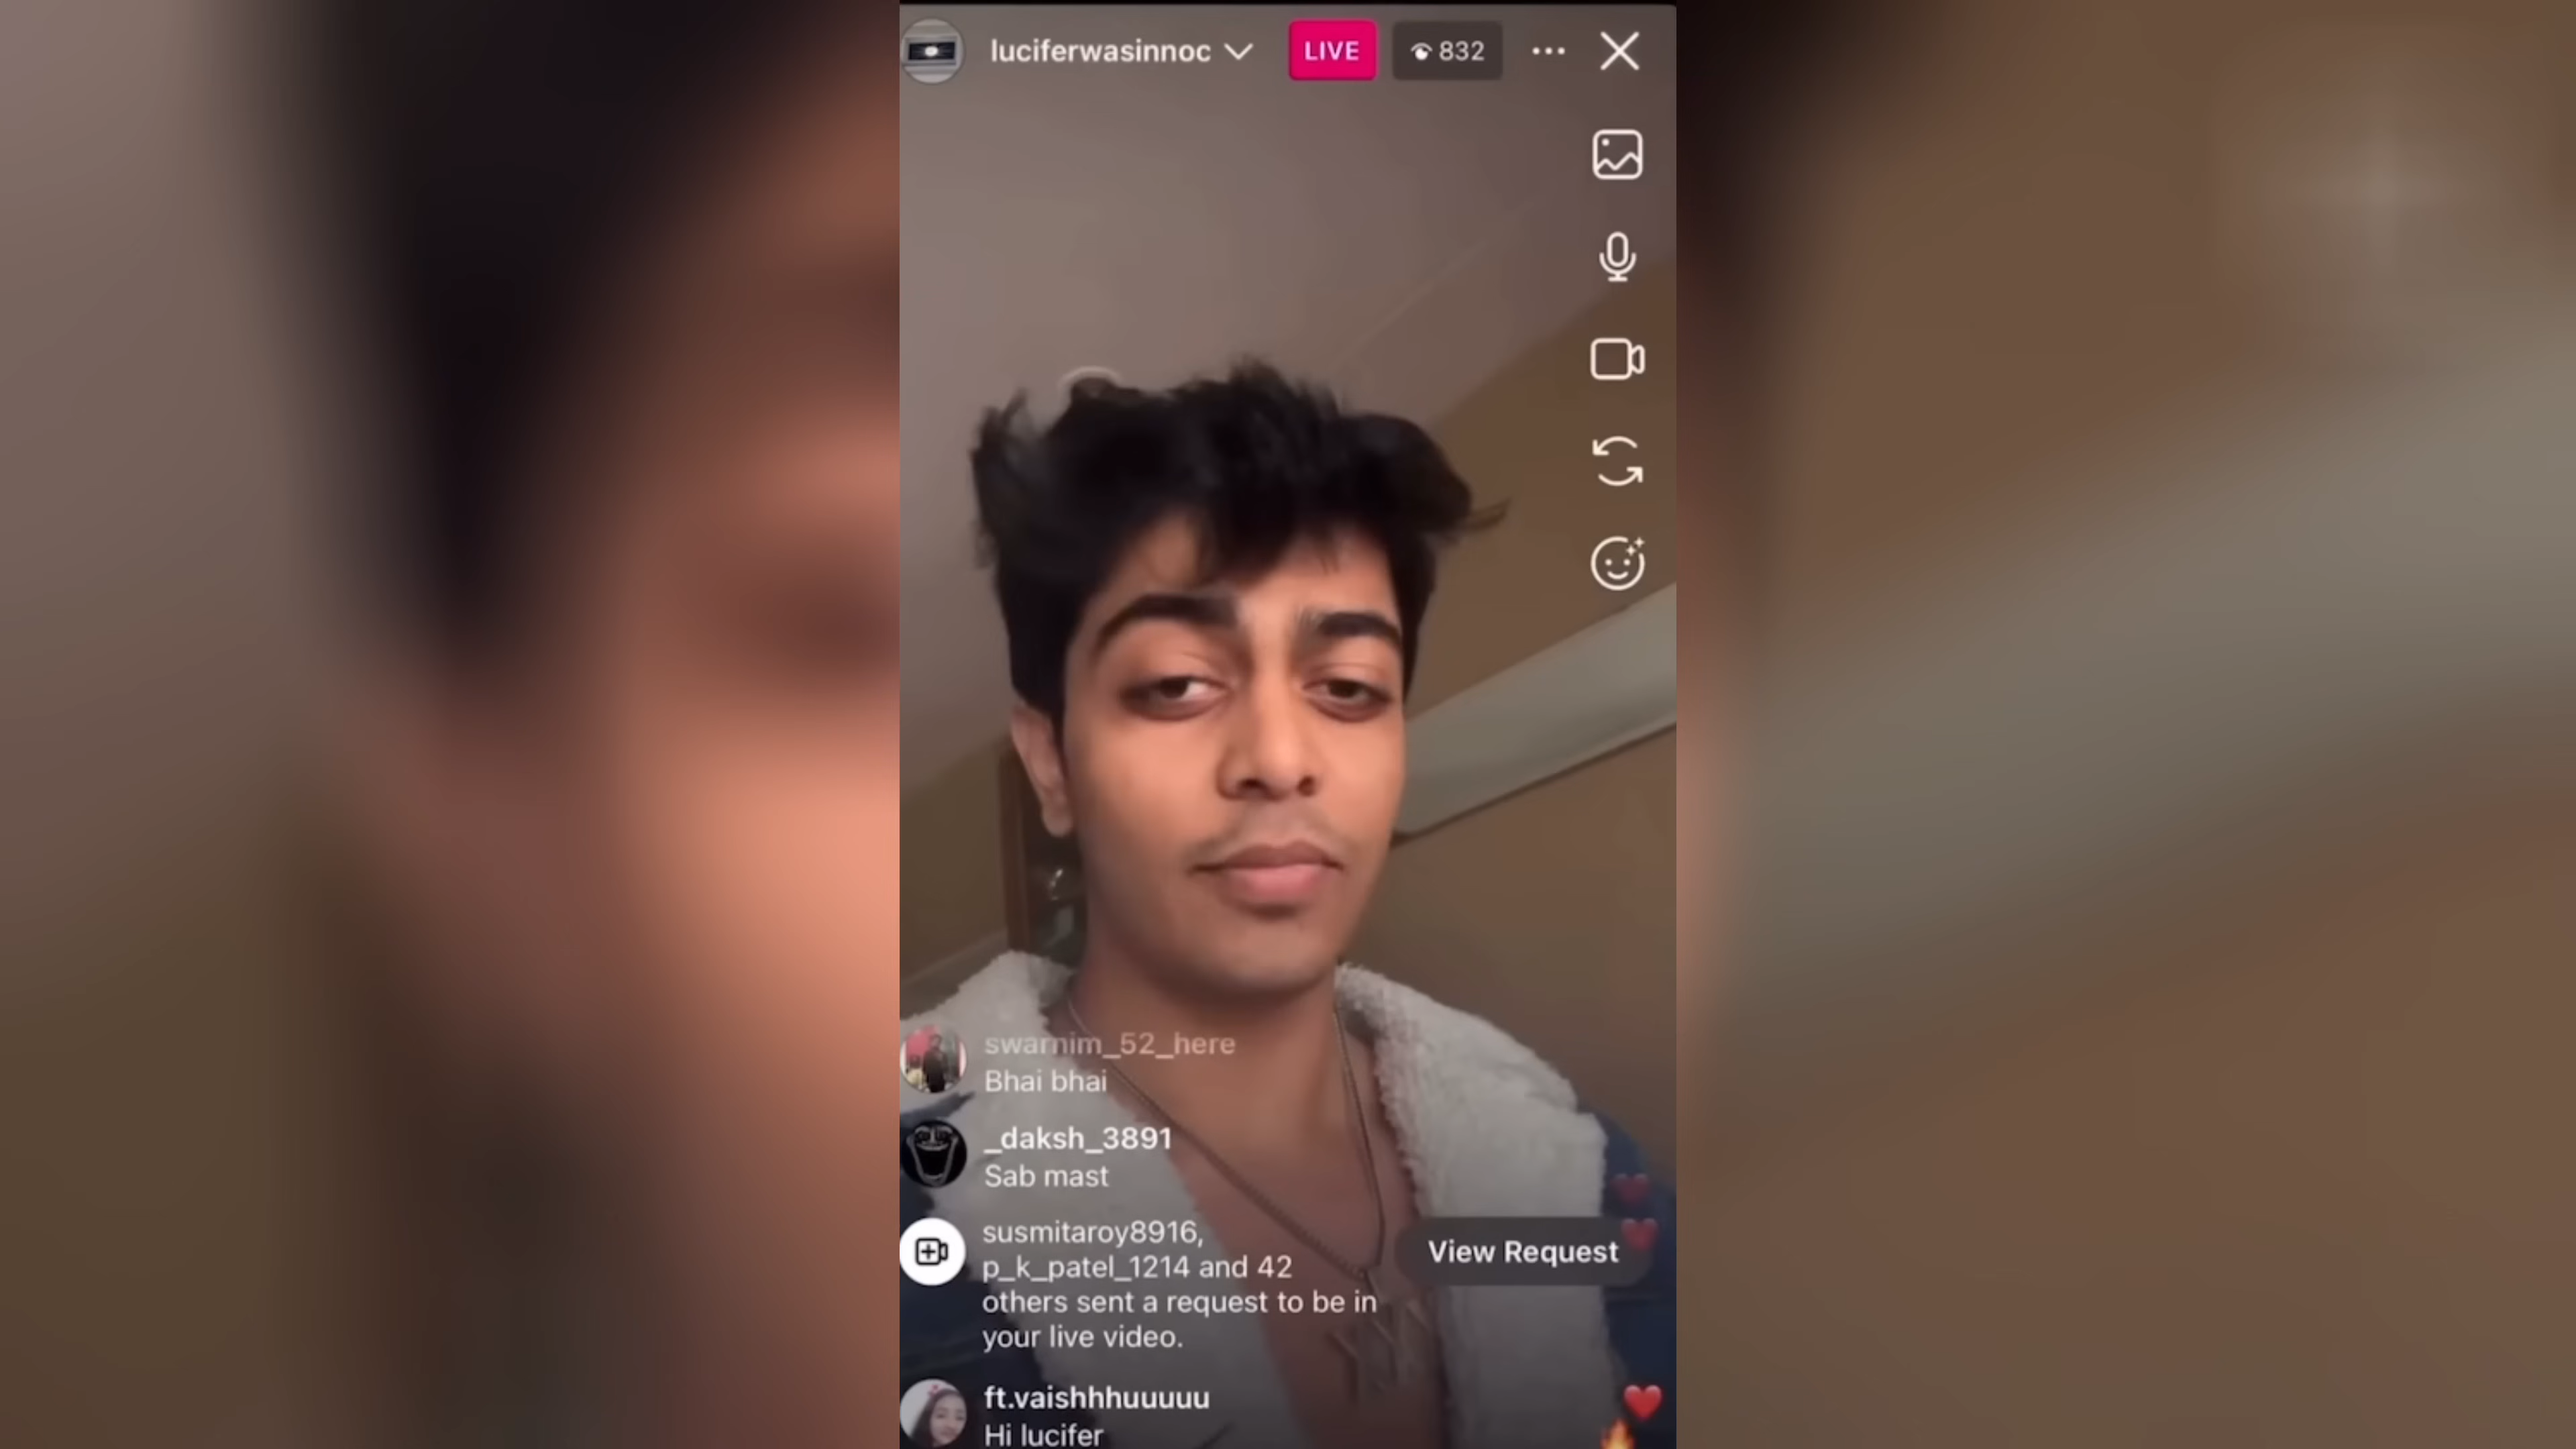 luciferwasinnoc
LIVE
832
swarnim_52_here
Bhai bhai
_daksh_3891
Sab mast
susmitaroy8916,
p_k_patel_1214 and 42
others sent a request to be in
your live video.
View Request
ft.vaishhhuuuuu
Hi lucifer